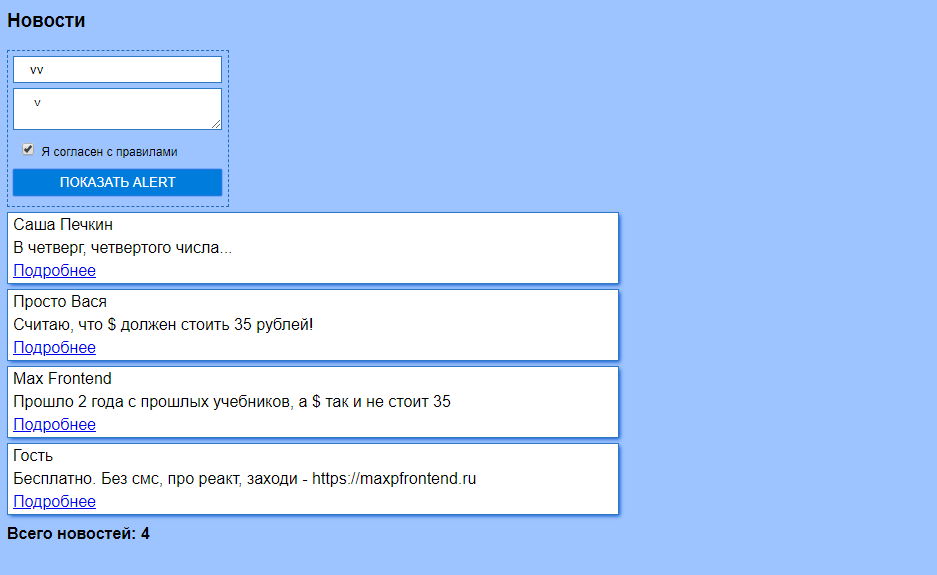 Новости
vv
v
Я согласен с правилами
ПОКАЗАТЬ ALERT
Саша Печкин
В четверг, четвертого числа...
Подробнее
Просто Вася
Считаю, что $ должен стоить 35 рублей!
Подробнее
Max Frontend
Прошло 2 года с прошлых учебников, а $ так и не стоит 35
Подробнее
Гость
Бесплатно. Без смс, про реакт, заходи - https://maxpfrontend.ru
Подробнее
Всего новостей: 4